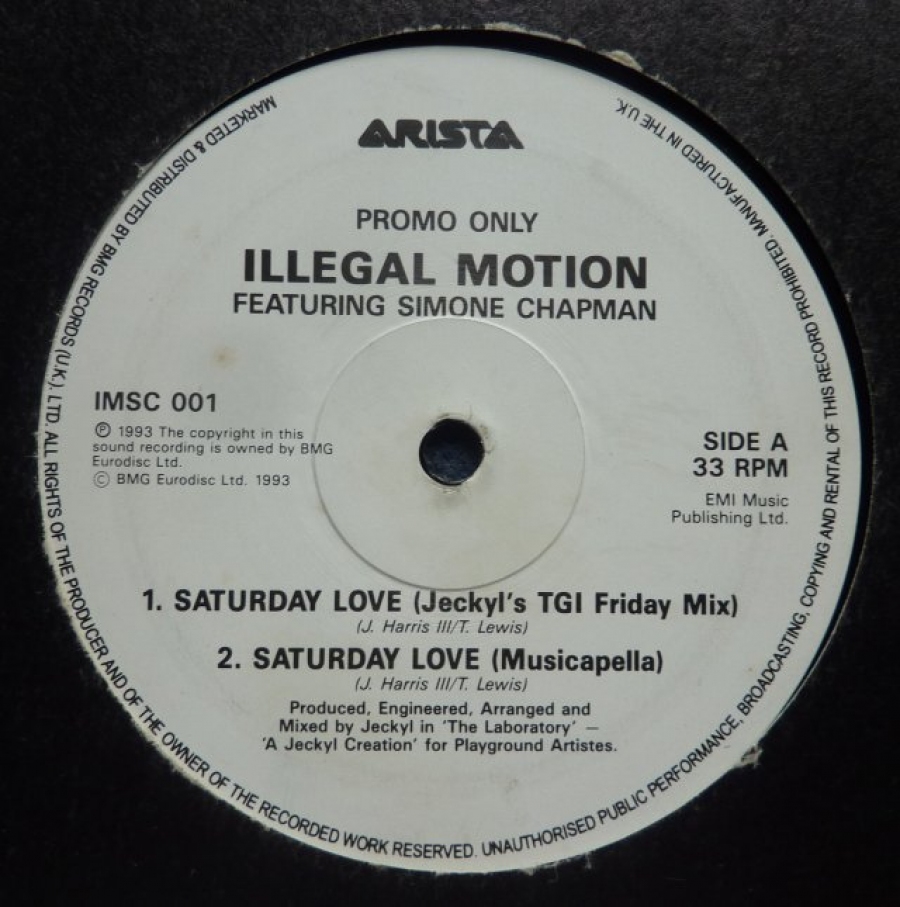 ARISTA
PROMO ONLY
ILLEGAL MOTION
FEATURING SIMONE CHAPMAN
IMSC 001
Ⓟ 1993 The copyright in this
sound recording is owned by BMG
Eurodisc Ltd.
© BMG Eurodisc Ltd. 1993
SIDE A
33 RPM
EMI Music
Publishing Ltd.
1. SATURDAY LOVE (Jeckyl's TGI Friday Mix)
(J. Harris III/T. Lewis)
2. SATURDAY LOVE (Musicapella)
(J. Harris III/T. Lewis)
Produced, Engineered, Arranged and
Mixed by Jeckyl in 'The Laboratory' –
'A Jeckyl Creation' for Playground Artistes.
MARKETED & DISTRIBUTED BY BMG RECORDS (U.K.) LTD. ALL RIGHTS OF THE PRODUCER AND OF THE OWNER OF THE RECORDED WORK RESERVED. UNAUTHORISED PUBLIC PERFORMANCE, BROADCASTING, COPYING AND RENTAL OF THIS RECORD PROHIBITED. MANUFACTURED IN THE U.K.